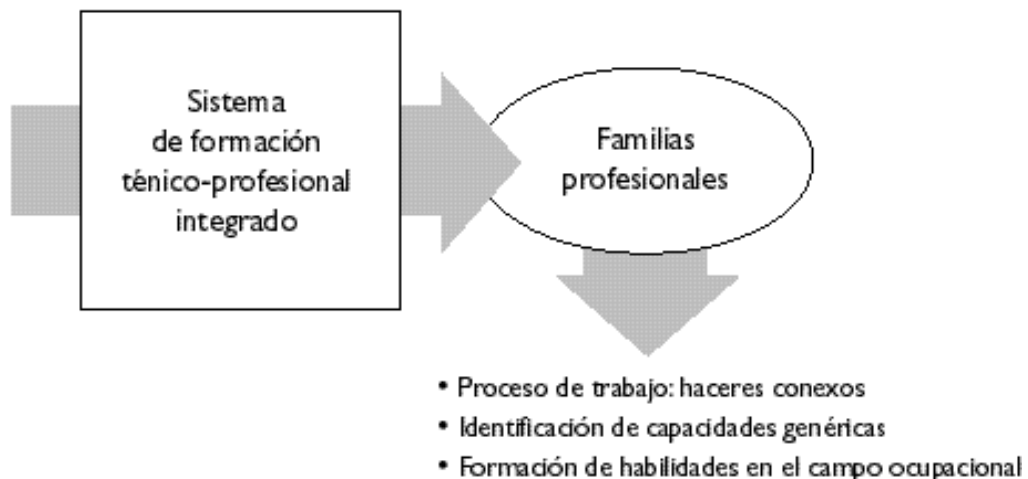 Sistema
de formación
ténico-profesional
integrado
Familias
profesionales
• Proceso de trabajo: haceres conexos
• Identificación de capacidades genéricas
• Formación de habilidades en el campo ocupacional